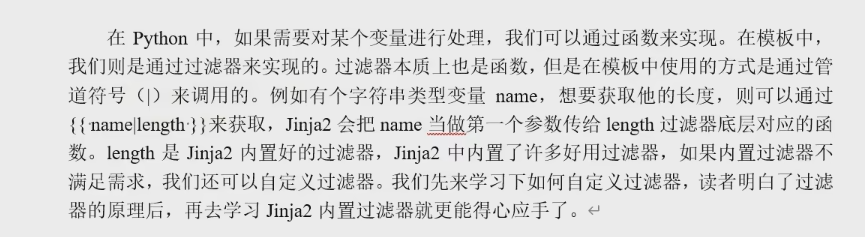 在 Python 中，如果需要对某个变量进行处理，我们可以通过函数来实现。在模板中，
我们则是通过过滤器来实现的。过滤器本质上也是函数，但是在模板中使用的方式是通过管
道符号（|）来调用的。例如有个字符串类型变量 name，想要获取他的长度，则可以通过
{{·name|length·}}来获取，Jinja2 会把 name 当做第一个参数传给 length 过滤器底层对应的函
数。length 是 Jinja2 内置好的过滤器，Jinja2 中内置了许多好用过滤器，如果内置过滤器不
满足需求，我们还可以自定义过滤器。我们先来学习下如何自定义过滤器，读者明白了过滤
器的原理后，再去学习 Jinja2 内置过滤器就更能得心应手了。↵